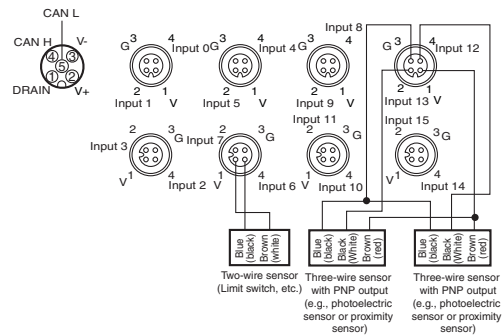 CAN L
CAN H
V-
4 3
5
1 2
DRAIN
V+
3 4
G
Input 0
2 1
Input 1 V
3 4
G
Input 4
2 1
Input 5 V
3 4
G
Input 8
2 1
Input 9 V
3 4
G
Input 12
2 1
Input 13 V
2 3
Input 3
G
V 1 4
Input 2
2 3
Input 7
G
V 1 4
Input 6
Input 11
2 3
G
V 1 4
Input 10
Input 15
2 3
G
V 1 4
Input 14
Blue
(black)
Brown
(white)
Blue
(black)
Black
(White)
Brown
(red)
Blue
(black)
Black
(White)
Brown
(red)
Two-wire sensor
(Limit switch, etc.)
Three-wire sensor
with PNP output
(e.g., photoelectric
sensor or proximity
sensor)
Three-wire sensor
with PNP output
(e.g., photoelectric
sensor or proximity
sensor)